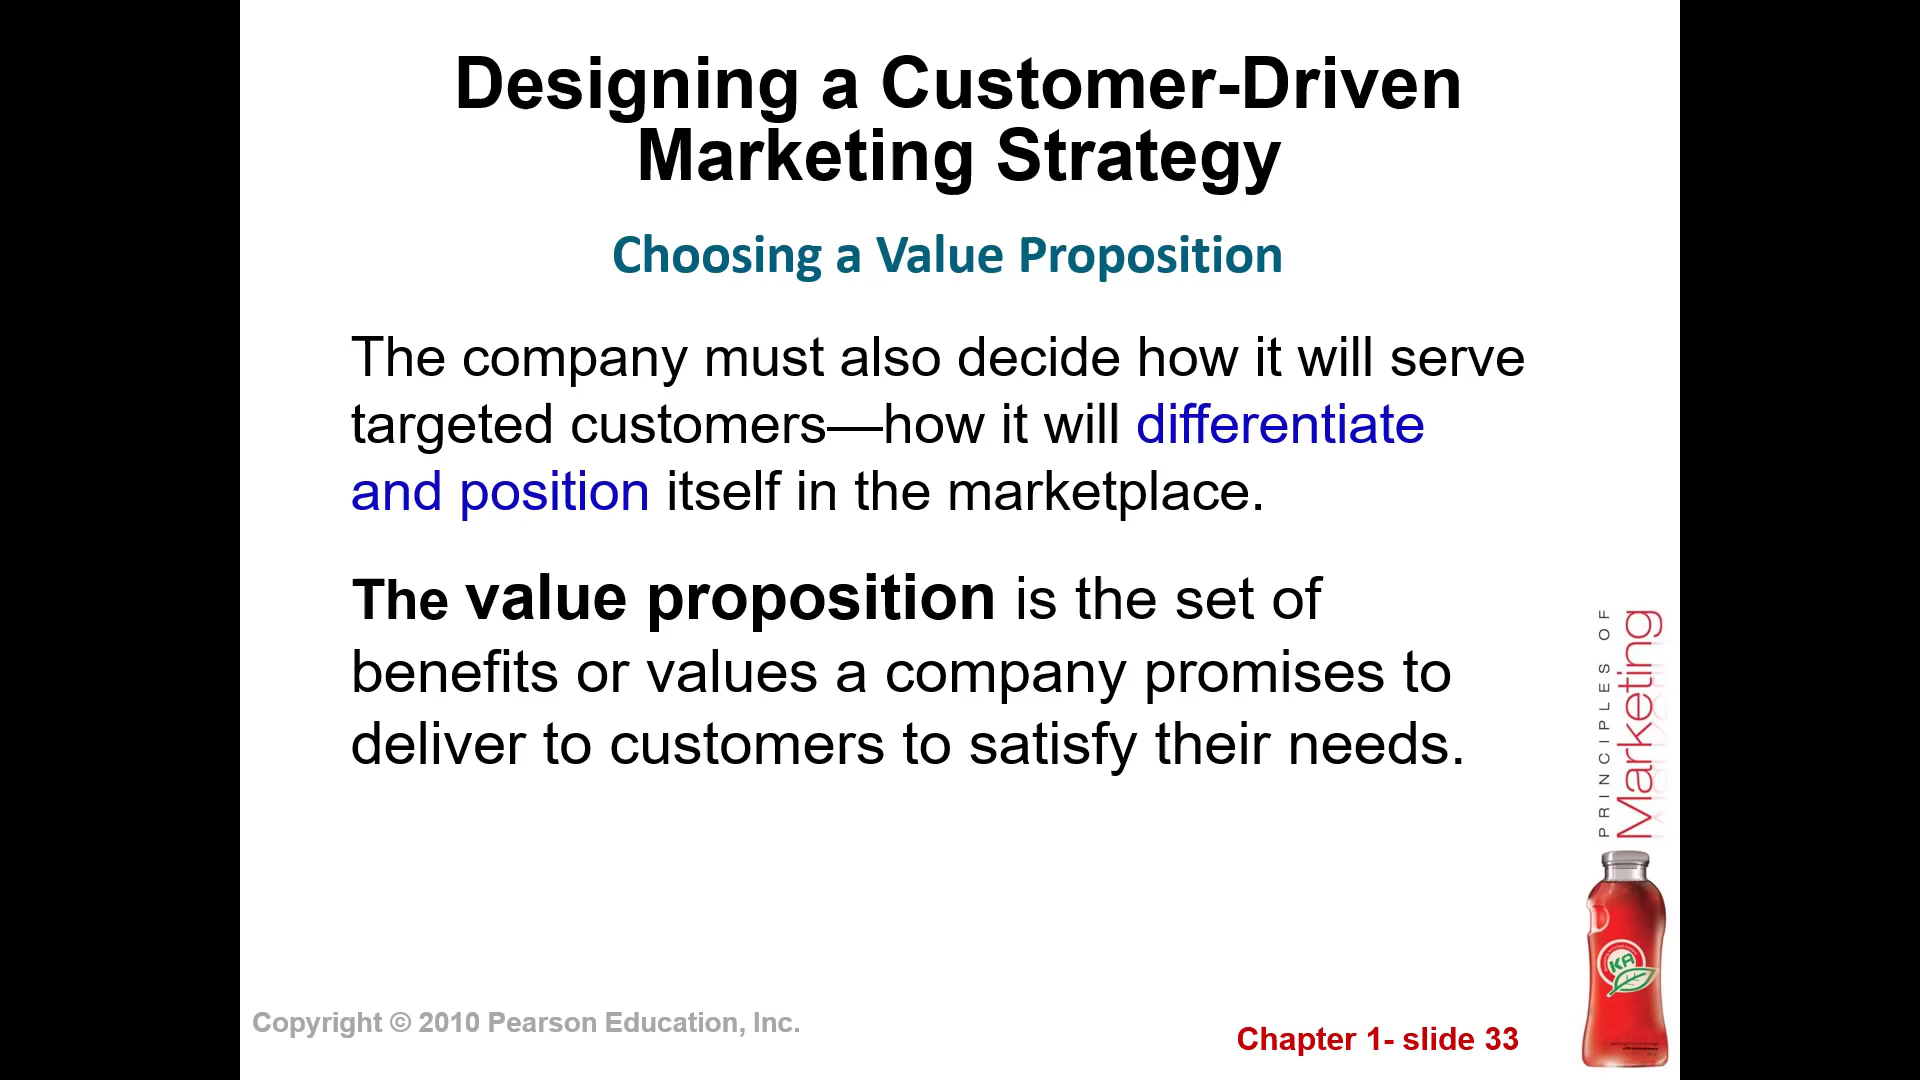 Designing a Customer-Driven
Marketing Strategy
Choosing a Value Proposition
The company must also decide how it will serve
targeted customers—how it will differentiate
and position itself in the marketplace.
The value proposition is the set of
benefits or values a company promises to
deliver to customers to satisfy their needs.
PRINCIPLES OF
Marketing
KA
Copyright © 2010 Pearson Education, Inc.
Chapter 1- slide 33